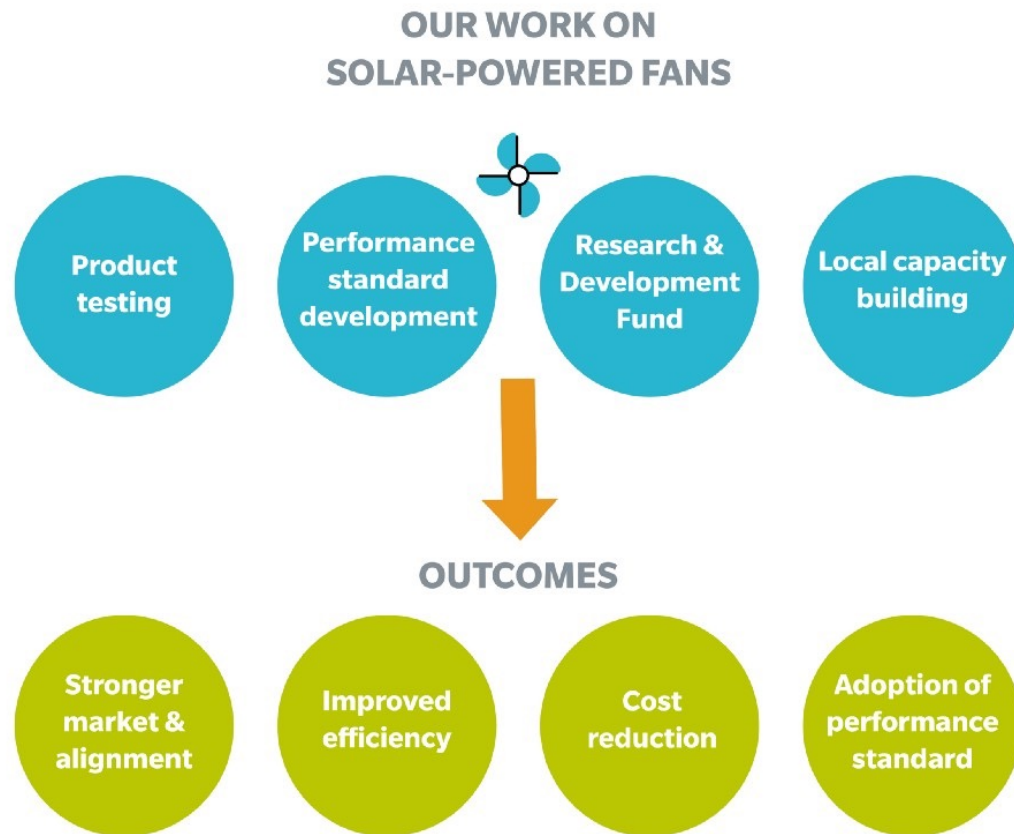 OUR WORK ON
SOLAR-POWERED FANS
Product
testing
Performance
standard
development
Research &
Development
Fund
Local capacity
building
OUTCOMES
Stronger
market &
alignment
Improved
efficiency
Cost
reduction
Adoption of
performance
standard